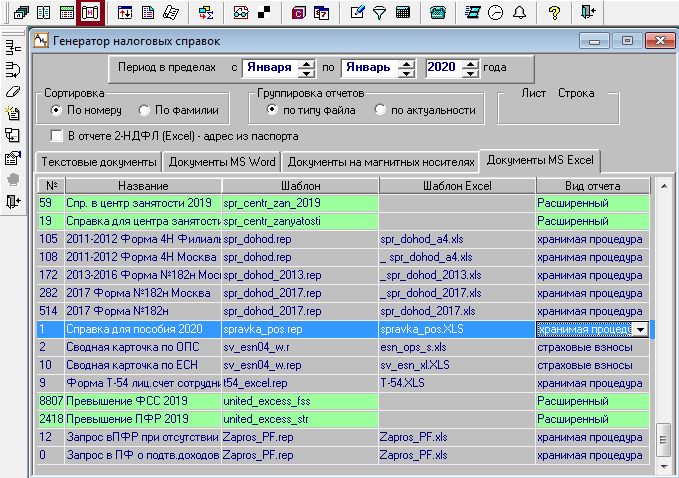 Генератор налоговых справок
Период в пределах с Января по Январь 2020 года
Сортировка
По номеру По фамилии
Группировка отчетов
по типу файла по актуальности
Лист Строка
В отчете 2-НДФЛ (Excel) - адрес из паспорта
Текстовые документы Документы MS Word Документы на магнитных носителях Документы MS Excel
№ Название Шаблон Шаблон Excel Вид отчета
59 Спр. в центр занятости 2019 spr_centr_zan_2019 Расширенный
19 Справка для центра занятости spr_centr_zanyatosti Расширенный
105 2011-2012 Форма 4Н Филиаль spr_dohod.rep spr_dohod_a4.xls хранимая процедура
108 2011-2012 Форма 4Н Москва spr_dohod.rep _ spr_dohod_a4.xls хранимая процедура
172 2013-2016 Форма №182н Мос spr_dohod_2013.rep _spr_dohod_2013.xls хранимая процедура
282 2017 Форма №182н Москва spr_dohod_2017.rep _spr_dohod_2017.xls хранимая процедура
514 2017 Форма №182н spr_dohod_2017.rep spr_dohod_2017.xls хранимая процедура
1 Справка для пособия 2020 spravka_pos.rep spravka_pos.XLS хранимая процеду
2 Сводная карточка по ОПС sv_esn04_w.r esn_ops_s.xls страховые взносы
10 Сводная карточка по ЕСН sv_esn04_w.rep sv_esn_xl.XLS страховые взносы
9 Форма Т-54 лиц.счет сотрудни t54_excel.rep T-54.XLS хранимая процедура
8807 Превышение ФСС 2019 united_excess_fss Расширенный
2418 Превышение ПФР 2019 united_excess_str Расширенный
12 Запрос вПФР при отсутствии Zapros_PF.rep Zapros_PF.xls хранимая процедура
0 Запрос в ПФ о подтв.доходов Zapros_PF.rep Zapros_PF.xls хранимая процедура